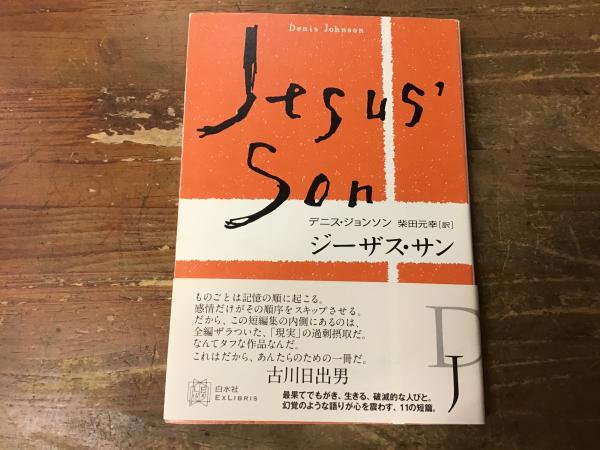 Denis Johnson
Jesus'
Son
デニス・ジョンソン 柴田元幸[訳]
ジーザス・サン
ものごとは記憶の順に起こる。
感情だけがその順序をスキップさせる。
だから、この短編集の内側にあるのは、
全編ザラついた、「現実」の過剰摂取だ。
なんてタフな作品なんだ。
これはだから、あんたらのための一冊だ。
古川日出男
D
J
白水社
EXLIBRIS
最果てでもがき、生きる、破滅的な人びと。
幻覚のような語りが心を震わす、11の短篇。